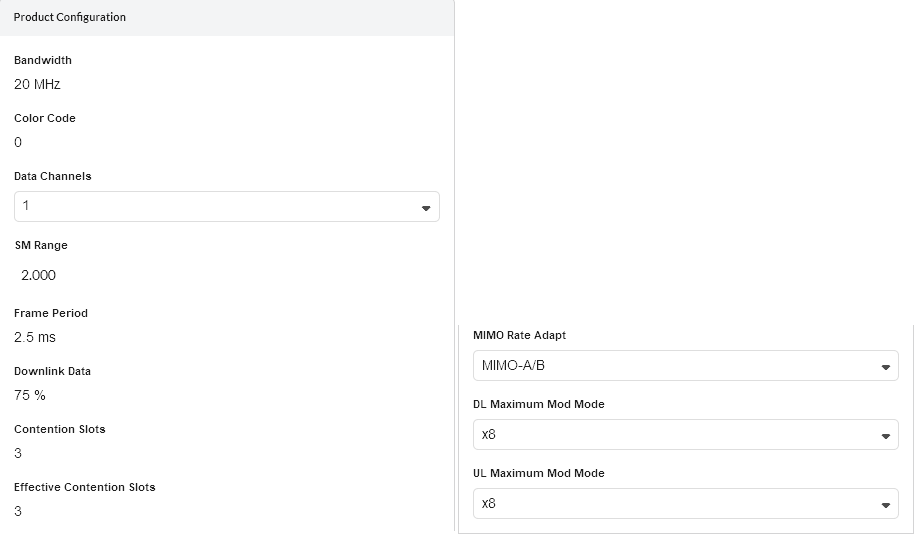 Product Configuration
Bandwidth
20 MHz
Color Code
0
Data Channels
1
SM Range
2.000
Frame Period
2.5 ms
Downlink Data
75 %
Contention Slots
3
Effective Contention Slots
3
MIMO Rate Adapt
MIMO-A/B
DL Maximum Mod Mode
x8
UL Maximum Mod Mode
x8